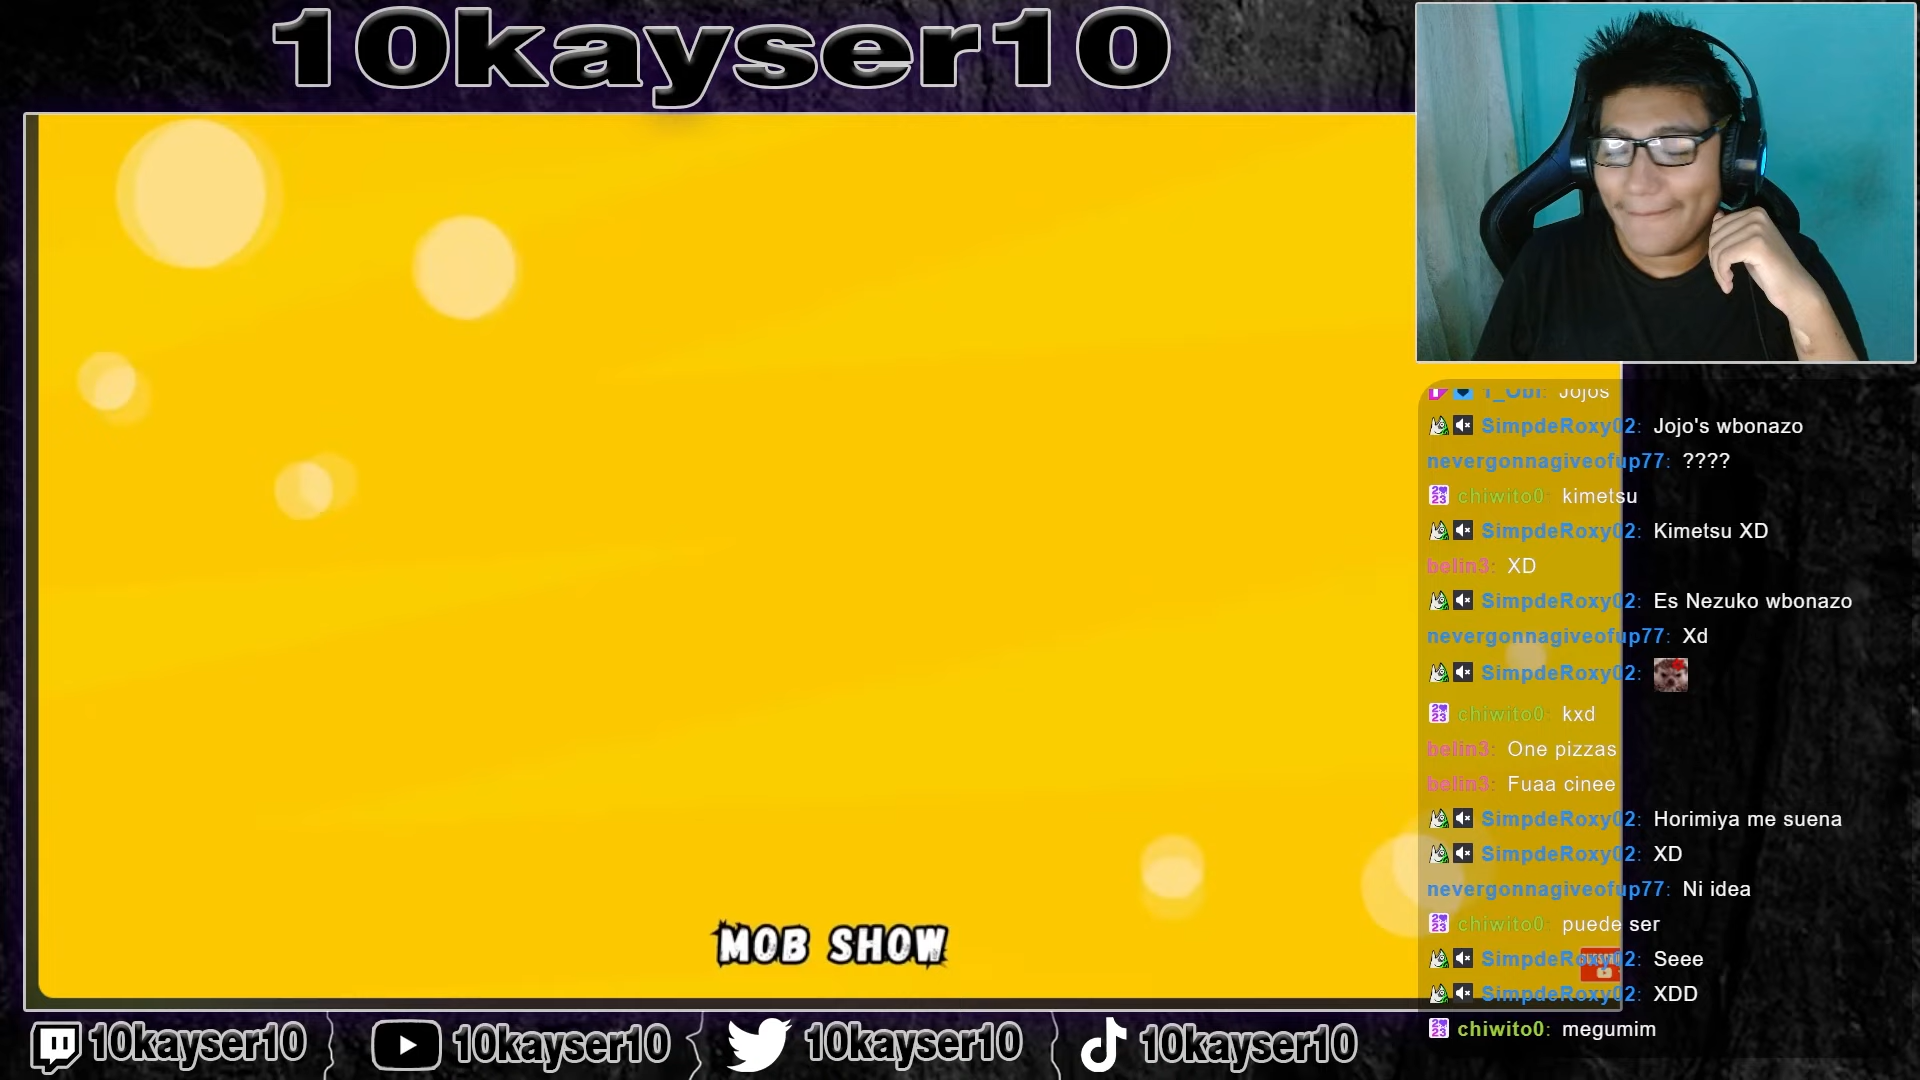 10kayser10
Jojos
SimpdeRoxy02: Jojo's wbonazo
nevergonnagiveofup77: ????
chiwito0: kimetsu
SimpdeRoxy02: Kimetsu XD
belin3: XD
SimpdeRoxy02: Es Nezuko wbonazo
nevergonnagiveofup77: Xd
SimpdeRoxy02:
chiwito0: kxd
belin3: One pizzas
belin3: Fuaa cinee
SimpdeRoxy02: Horimiya me suena
SimpdeRoxy02: XD
nevergonnagiveofup77: Ni idea
chiwito0: puede ser
SimpdeRoxy02: Seee
SimpdeRoxy02: XDD
chiwito0: megumim
MOB SHOW
10kayser10
10kayser10
10kayser10
10kayser10